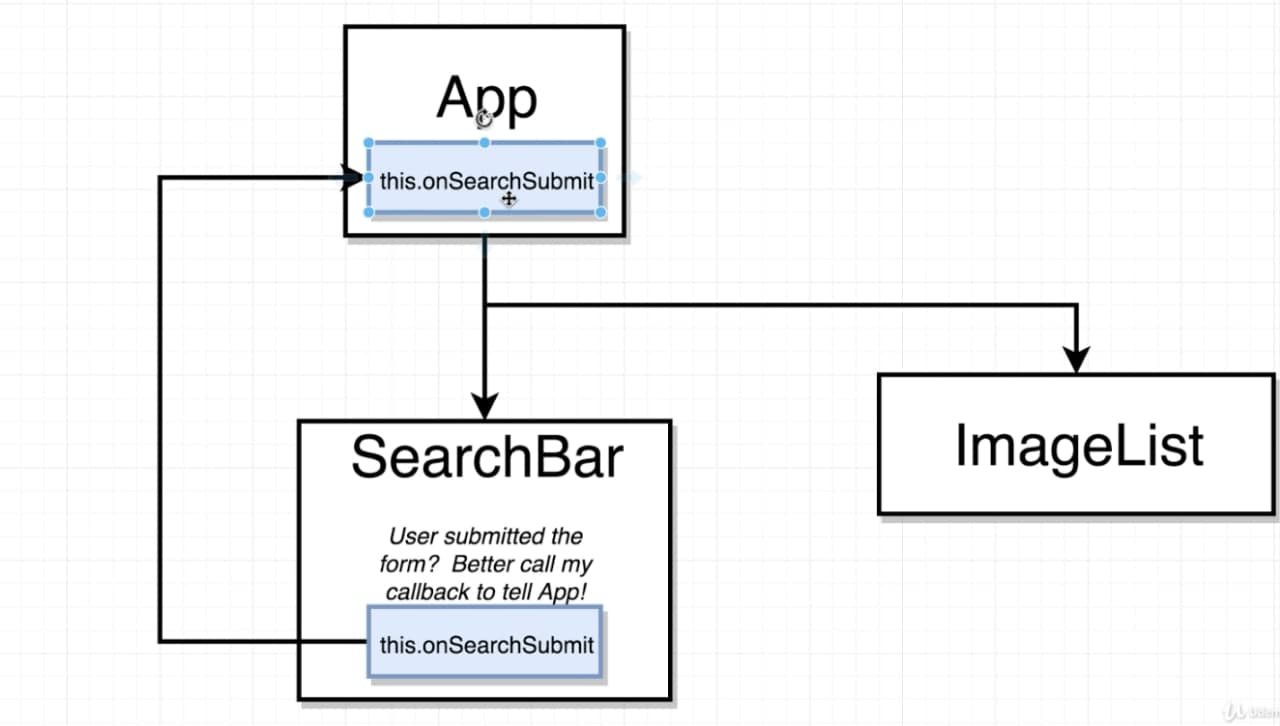 App
this.onSearchSubmit
SearchBar
ImageList
User submitted the
form? Better call my
callback to tell App!
this.onSearchSubmit